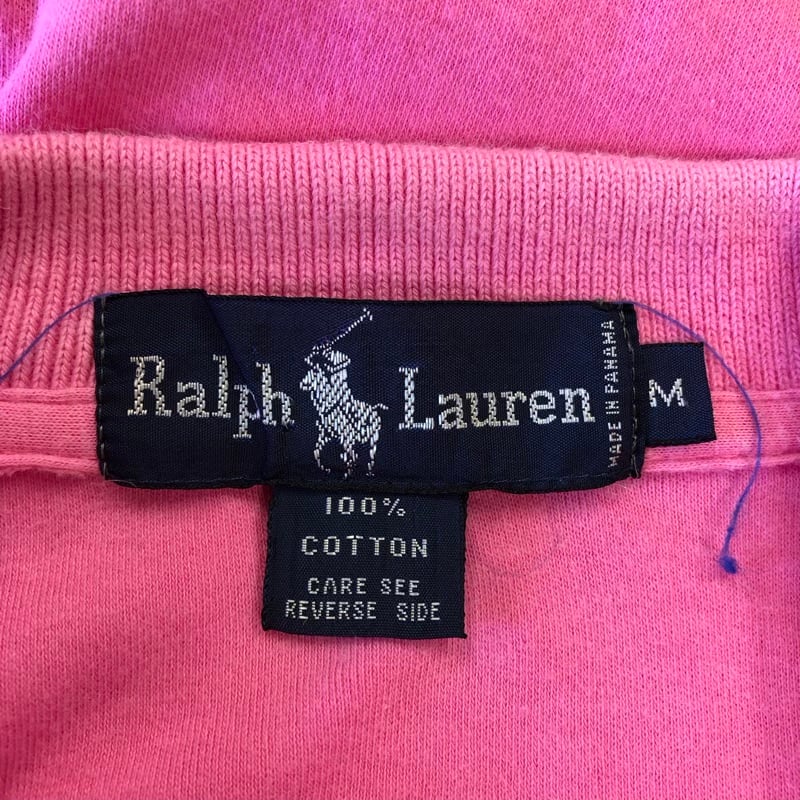 Ralph Lauren
MADE IN PANAMA
M
100%
COTTON
CARE SEE
REVERSE SIDE